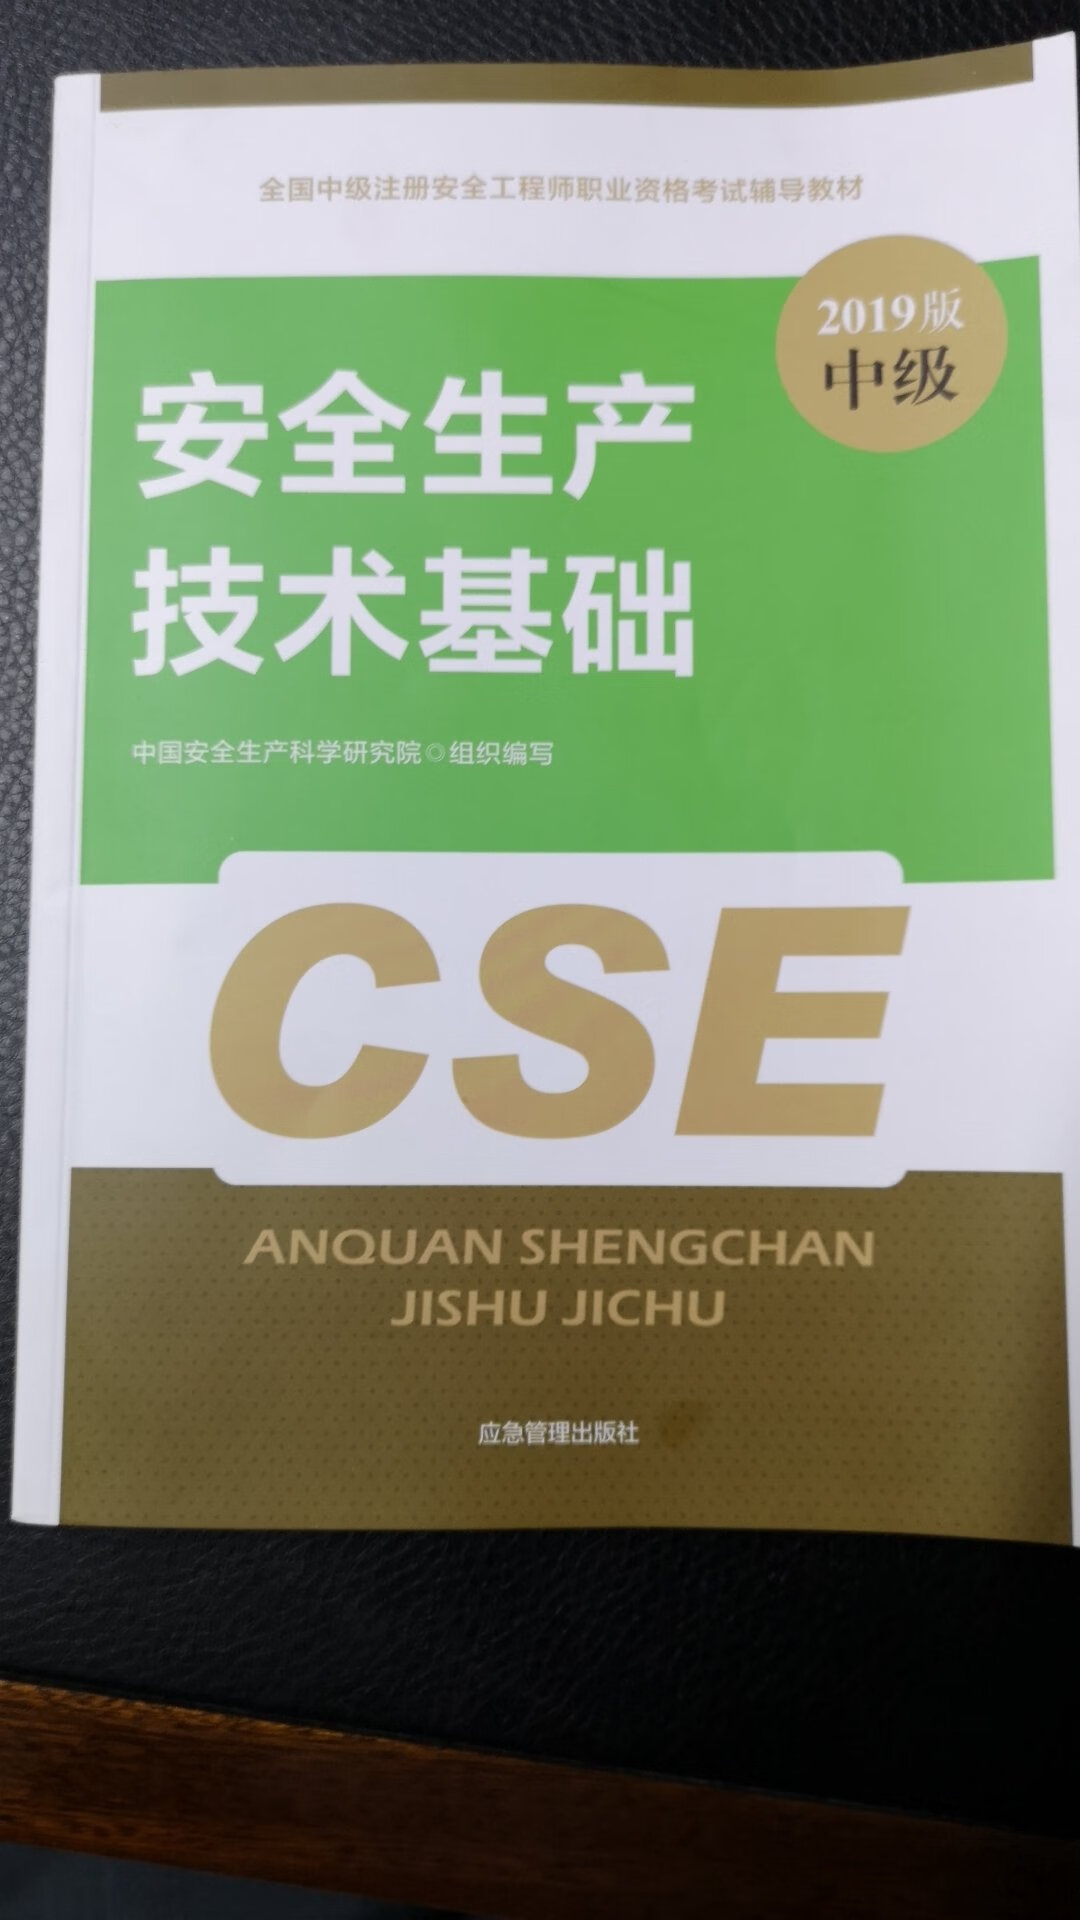 全国中级注册安全工程师职业资格考试辅导教材
2019版
中级
安全生产
技术基础
中国安全生产科学研究院◎组织编写
CSE
ANQUAN SHENGCHAN
JISHU JICHU
应急管理出版社